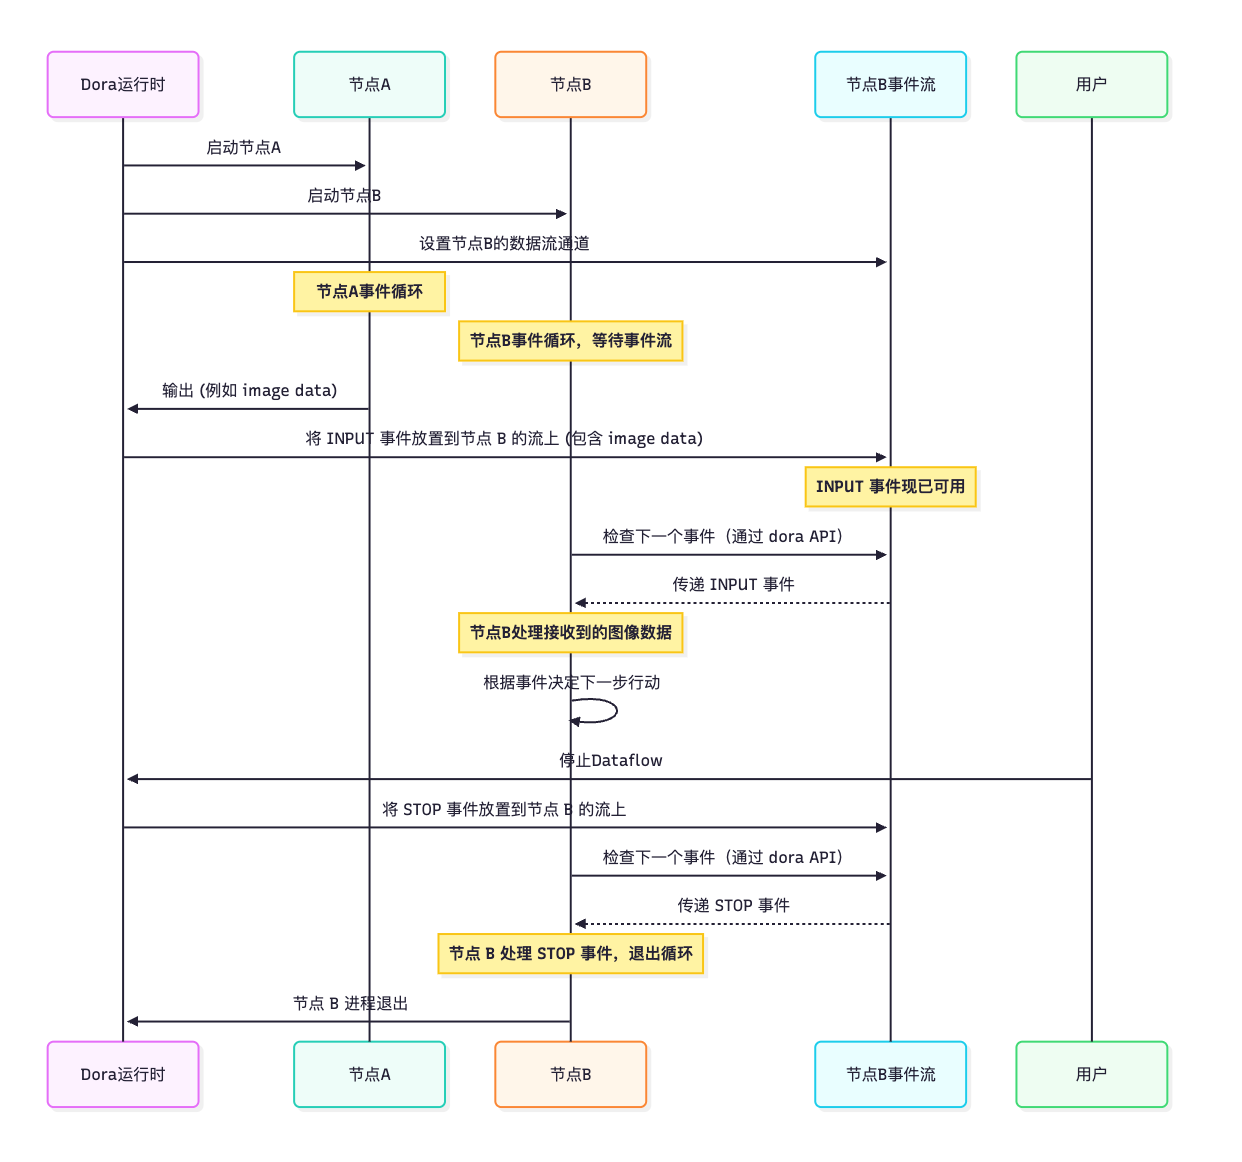 Dora运行时
节点A
节点B
节点B事件流
用户
启动节点A
启动节点B
设置节点B的数据流通道
节点A事件循环
节点B事件循环，等待事件流
输出 (例如 image data)
将 INPUT 事件放置到节点 B 的流上 (包含 image data)
INPUT 事件现已可用
检查下一个事件（通过 dora API）
传递 INPUT 事件
节点B处理接收到的图像数据
根据事件决定下一步行动
停止Dataflow
将 STOP 事件放置到节点 B 的流上
检查下一个事件（通过 dora API）
传递 STOP 事件
节点 B 处理 STOP 事件，退出循环
节点 B 进程退出
Dora运行时
节点A
节点B
节点B事件流
用户